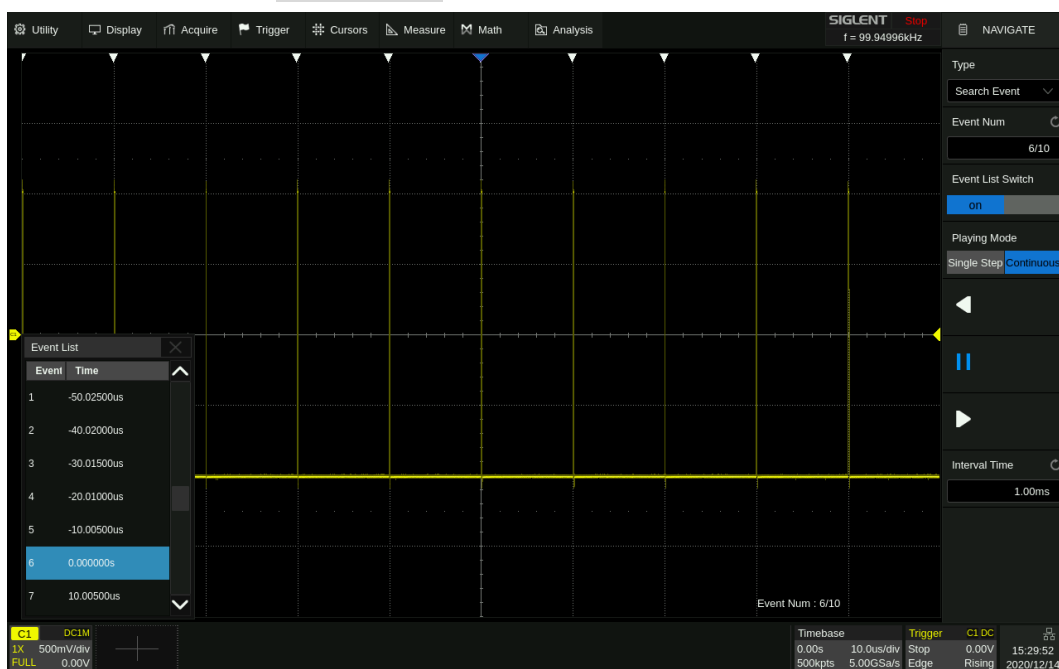 Utility Display Acquire Trigger Cursors Measure Math Analysis
SIGLENT Stop
f = 99.94996kHz
NAVIGATE
Type
Search Event
Event Num
6/10
Event List Switch
on
Playing Mode
Single Step Continuous
Interval Time
1.00ms
Event List
Event Time
1 -50.02500us
2 -40.02000us
3 -30.01500us
4 -20.01000us
5 -10.00500us
6 0.000000s
7 10.00500us
Event Num : 6/10
C1 DC1M
1X 500mV/div
FULL 0.00V
Timebase
0.00s 10.0us/div
500kpts 5.00GSa/s
Trigger C1 DC
Stop 0.00V
Edge Rising
15:29:52
2020/12/14